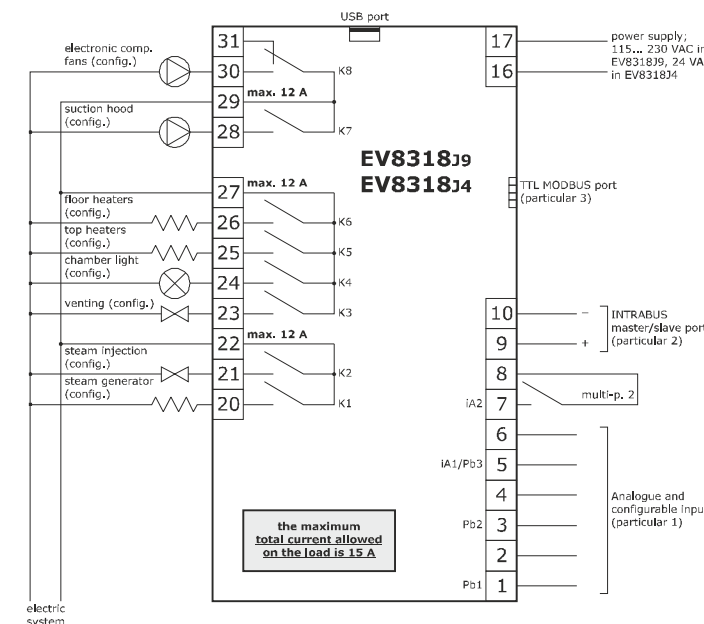 USB port
electronic comp.
fans (config.)
suction hood
(config.)
floor heaters
(config.)
top heaters
(config.)
chamber light
(config.)
venting (config.)
steam injection
(config.)
steam generator
(config.)
electric
system
31
30
29
28
27
26
25
24
23
22
21
20
max. 12 A
max. 12 A
max. 12 A
K8
K7
K6
K5
K4
K3
K2
K1
EV8318J9
EV8318J4
the maximum
total current allowed
on the load is 15 A
17
16
10
9
8
7
6
5
4
3
2
1
iA2
iA1/Pb3
Pb2
Pb1
power supply;
115... 230 VAC in
EV8318J9, 24 VA
in EV8318J4
TTL MODBUS port
(particular 3)
−
+
INTRABUS
master/slave port
(particular 2)
multi-p. 2
Analogue and
configurable inpu
(particular 1)